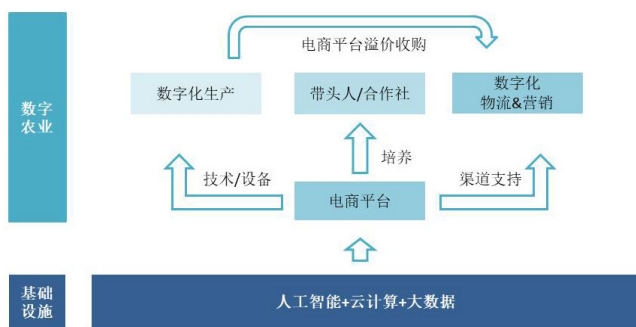 电商平台溢价收购
数字化生产
带头人/合作社
数字化
物流&营销
数字
农业
培养
技术/设备
渠道支持
电商平台
基础
设施
人工智能+云计算+大数据